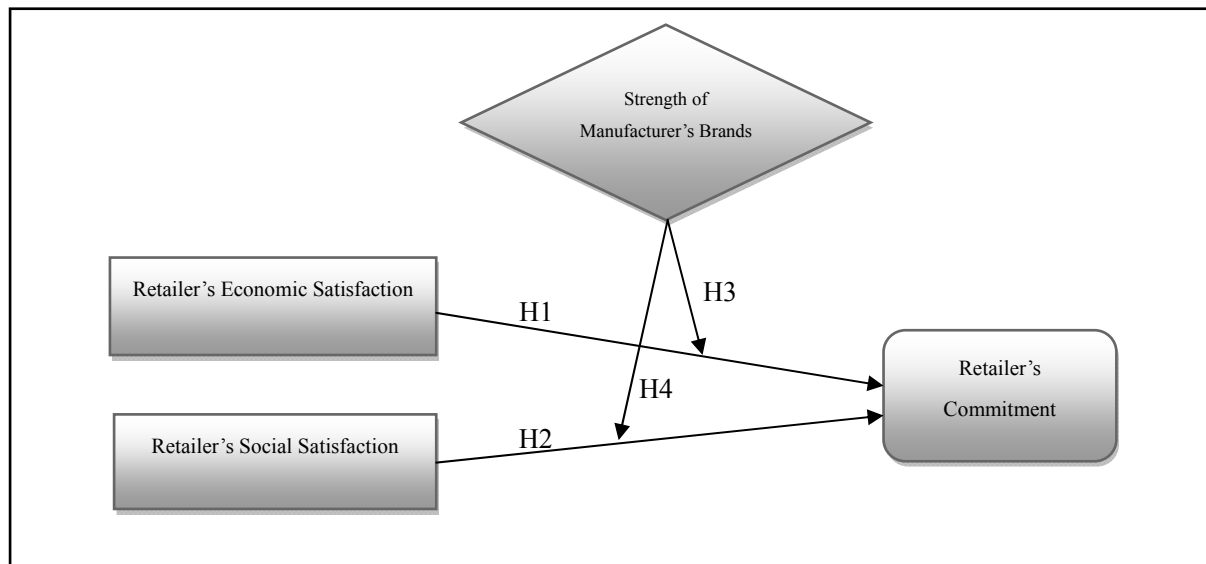 Strength of
Manufacturer’s Brands
Retailer’s Economic Satisfaction
H1
H3
Retailer’s
Commitment
H4
Retailer’s Social Satisfaction
H2